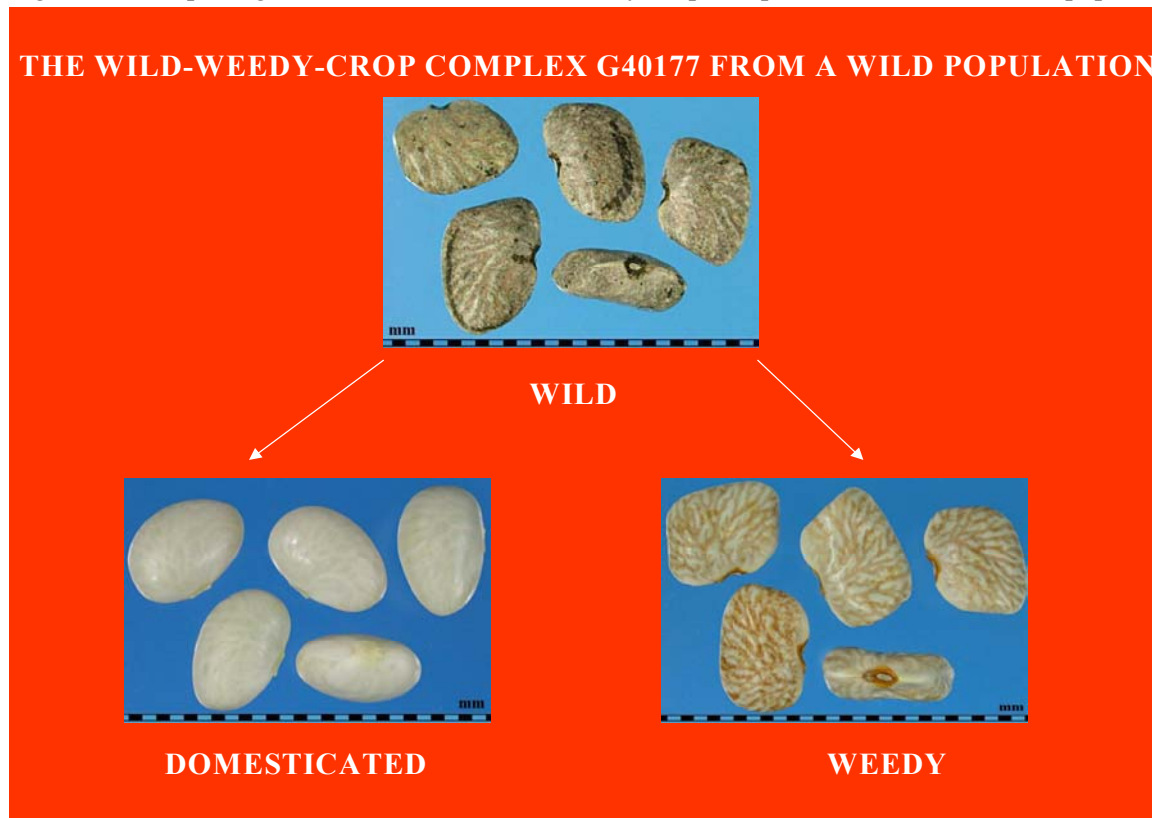 THE WILD-WEEDY-CROP COMPLEX G40177 FROM A WILD POPULATION
mm
WILD
mm
mm
DOMESTICATED
WEEDY